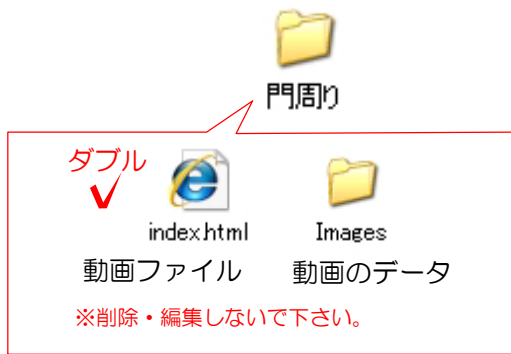 門周り
ダブル
index.html
Images
動画ファイル
動画のデータ
※削除・編集しないで下さい。